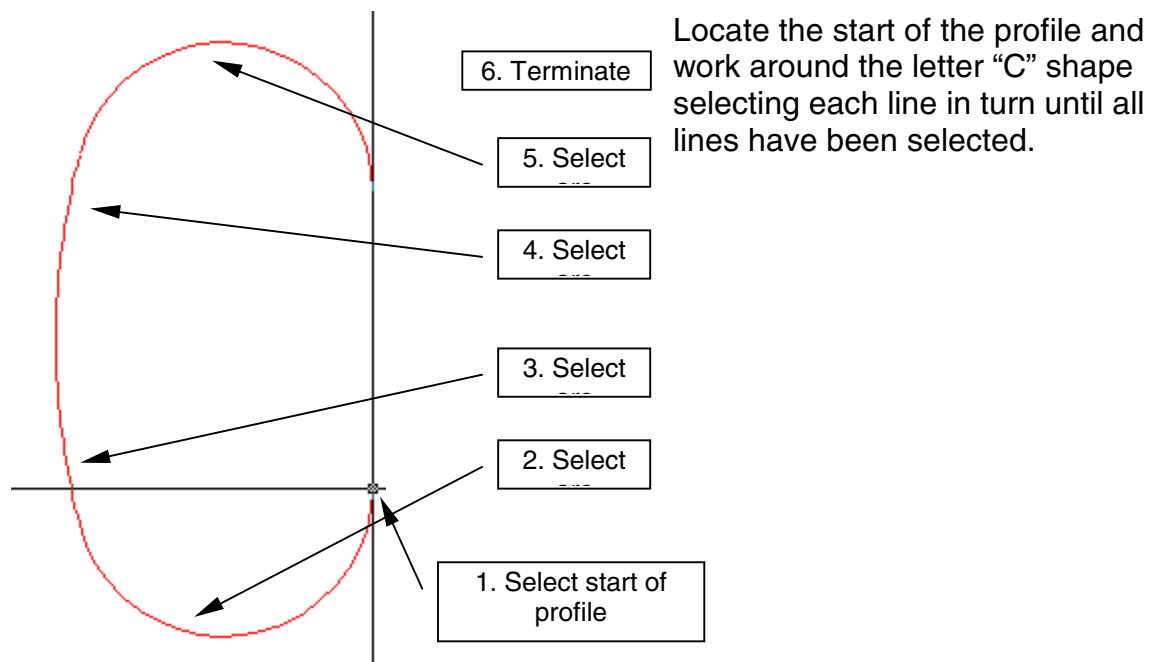 Locate the start of the profile and
work around the letter “C” shape
selecting each line in turn until all
lines have been selected.
6. Terminate
5. Select
4. Select
3. Select
2. Select
1. Select start of
profile